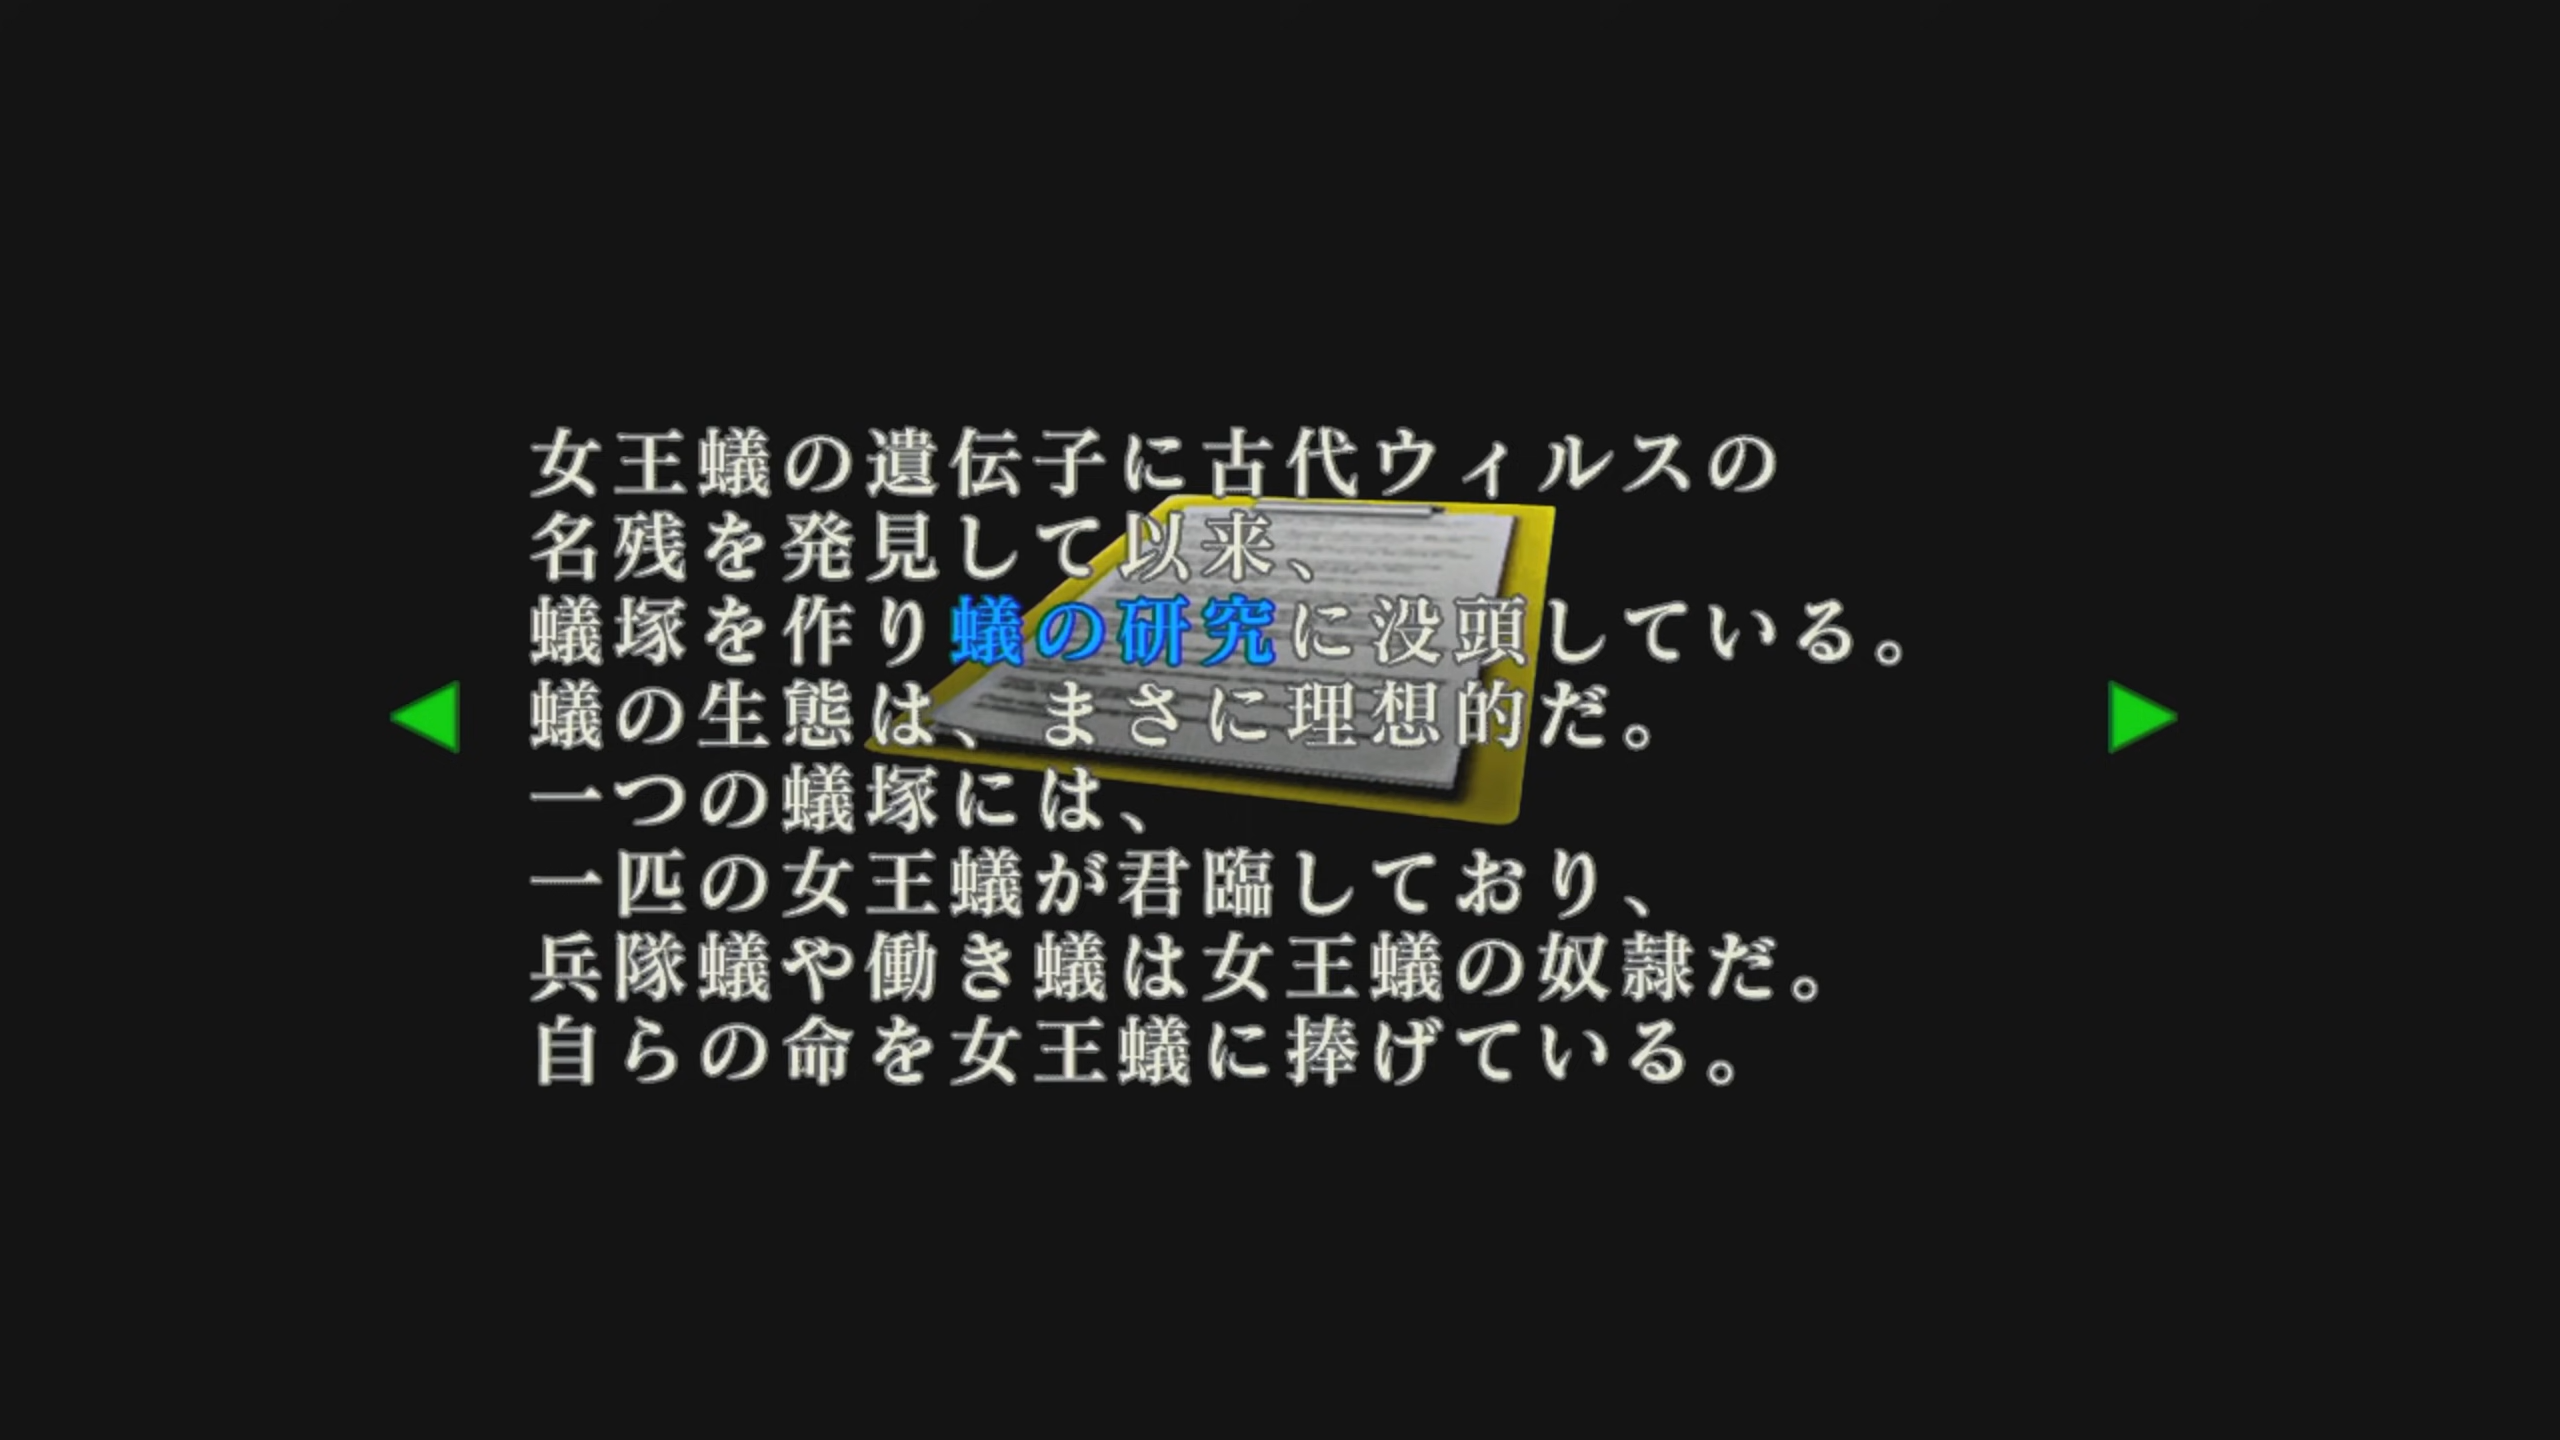 女王蟻の遺伝子に古代ウィルスの
名残を発見して以来、
蟻塚を作り蟻の研究に没頭している。
蟻の生態は、まさに理想的だ。
一つの蟻塚には、
一匹の女王蟻が君臨しており、
兵隊蟻や働き蟻は女王蟻の奴隷だ。
自らの命を女王蟻に捧げている。